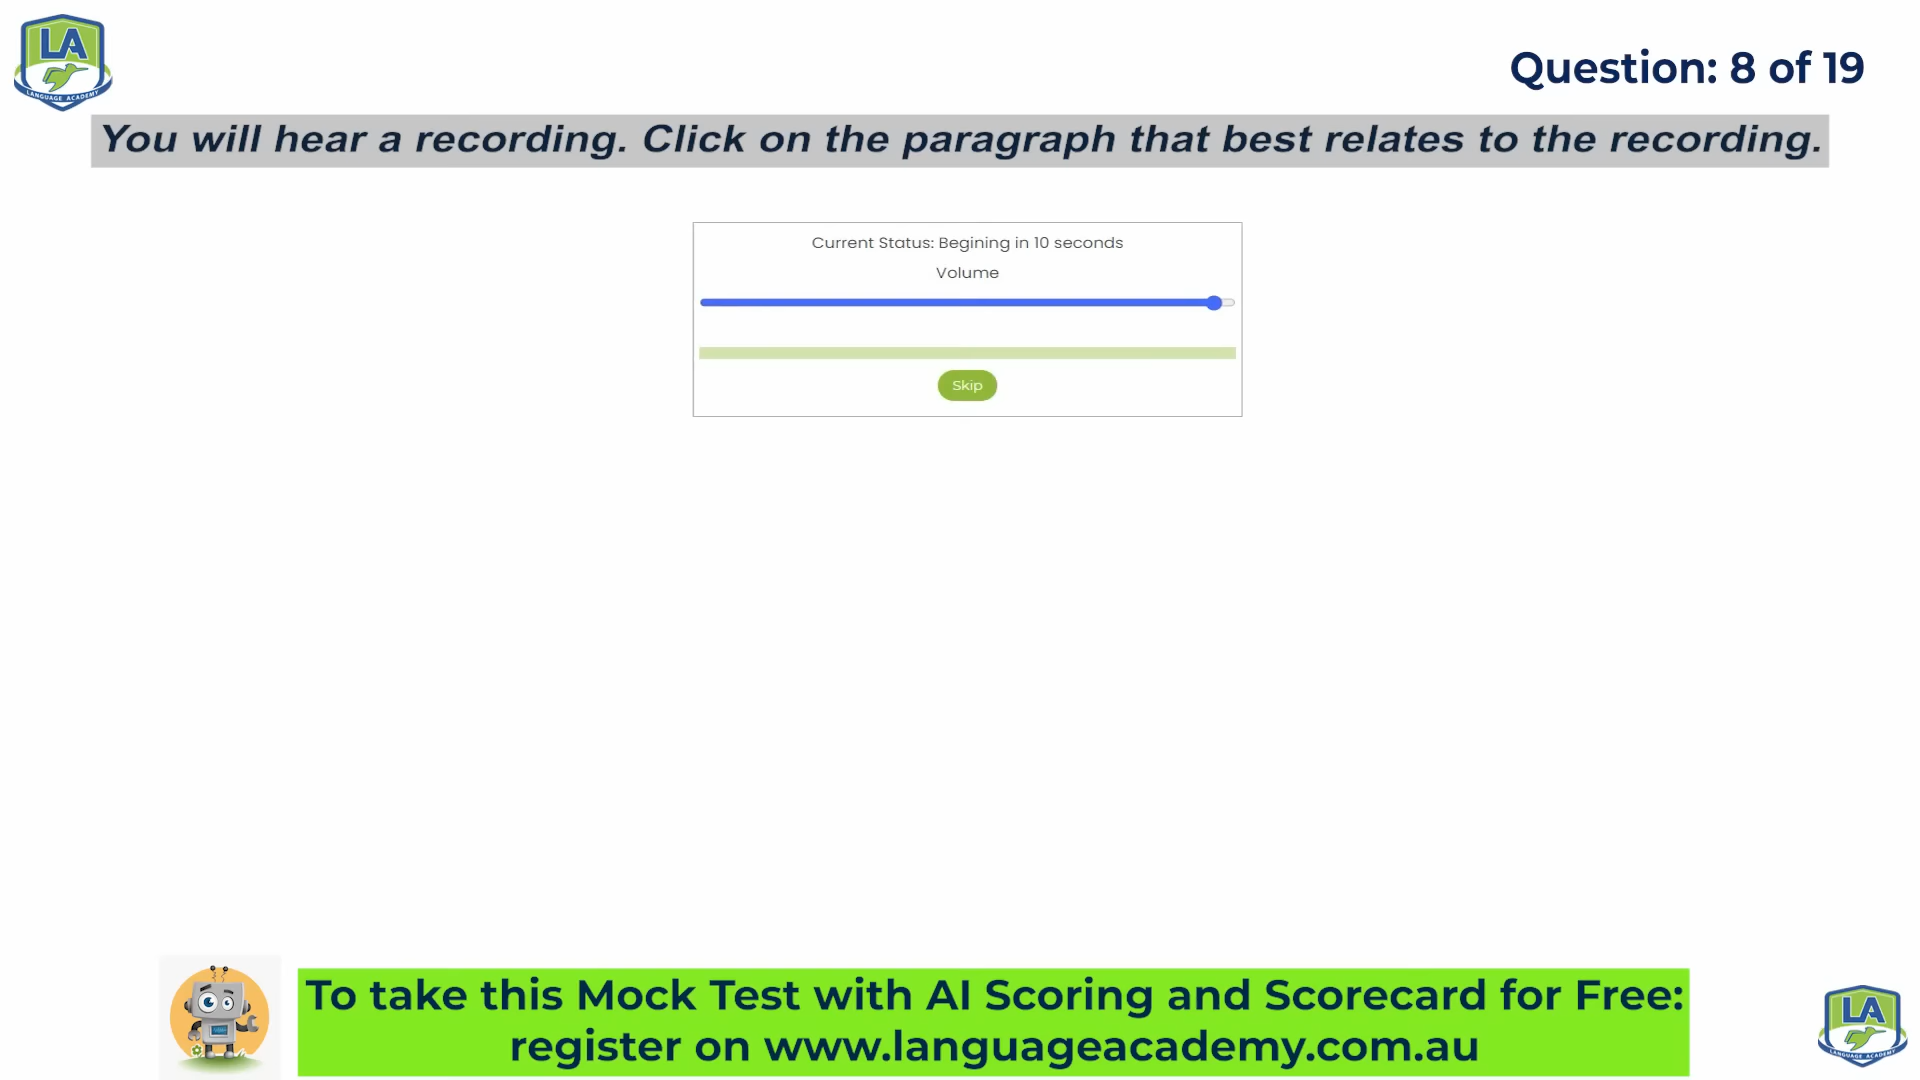 LA
LANGUAGE ACADEMY
Question: 8 of 19
You will hear a recording. Click on the paragraph that best relates to the recording.
Current Status: Begining in 10 seconds
Volume
Skip
To take this Mock Test with AI Scoring and Scorecard for Free:
register on www.languageacademy.com.au
LA
LANGUAGE ACADEMY